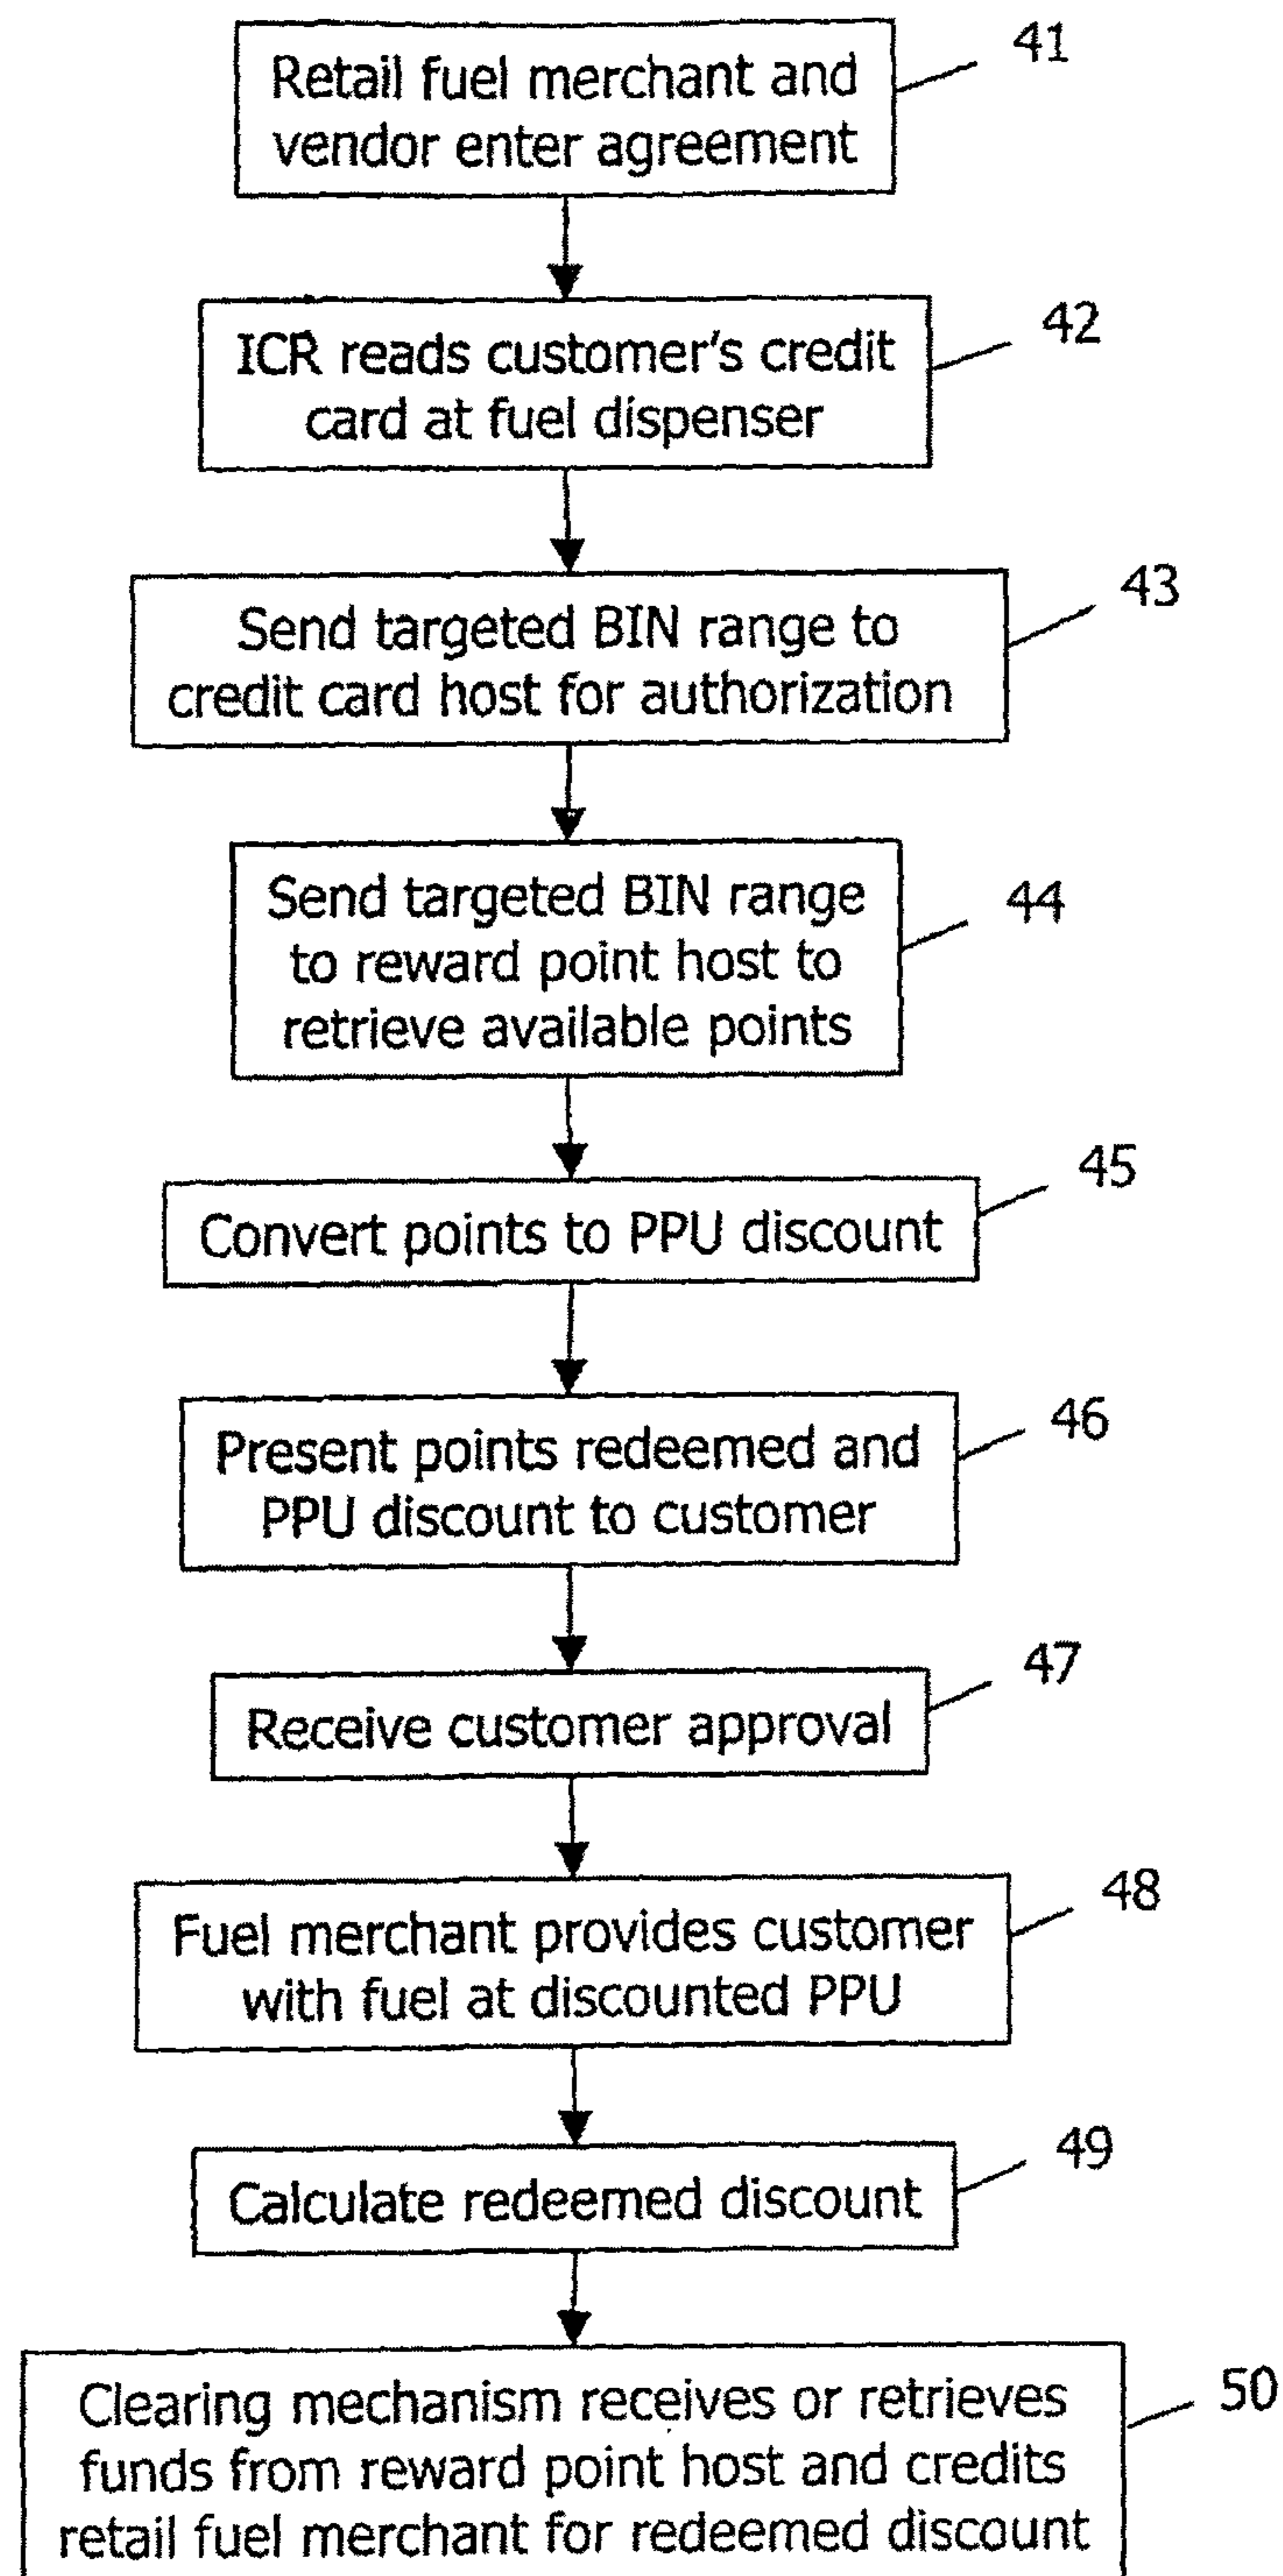 41
Retail fuel merchant and
vendor enter agreement
42
ICR reads customer's credit
card at fuel dispenser
43
Send targeted BIN range to
credit card host for authorization
44
Send targeted BIN range
to reward point host to
retrieve available points
45
Convert points to PPU discount
46
Present points redeemed and
PPU discount to customer
47
Receive customer approval
48
Fuel merchant provides customer
with fuel at discounted PPU
49
Calculate redeemed discount
50
Clearing mechanism receives or retrieves
funds from reward point host and credits
retail fuel merchant for redeemed discount